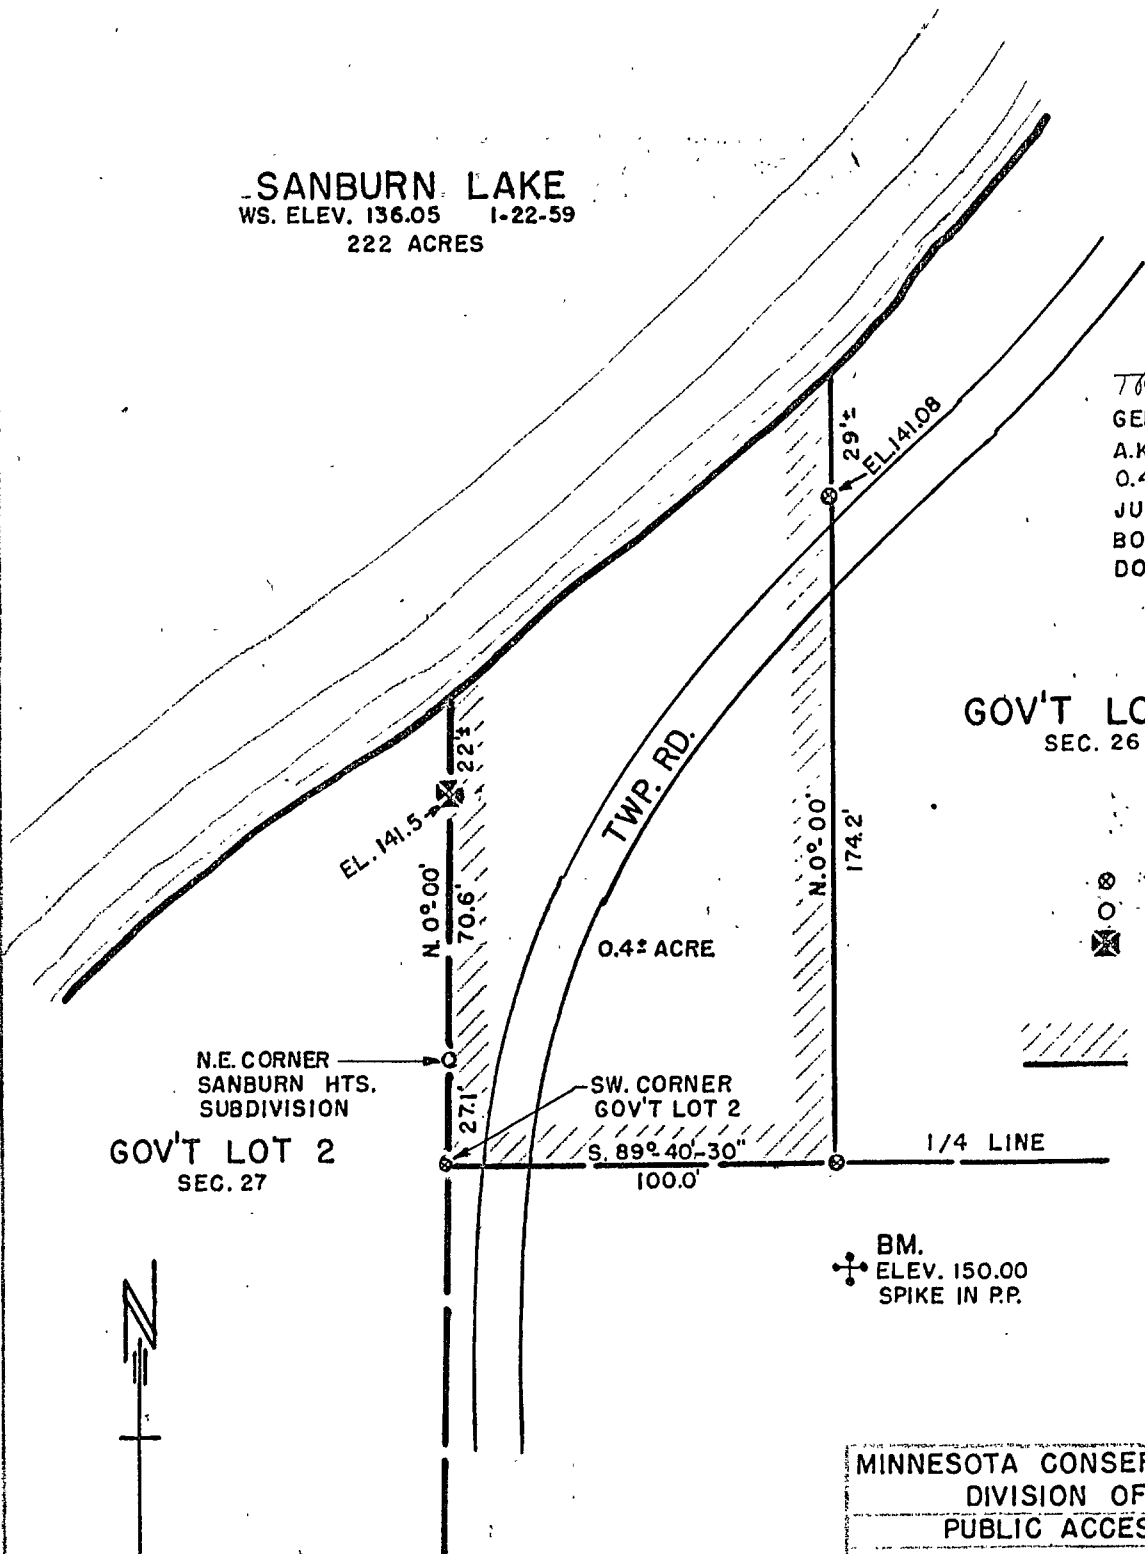 SANBURN LAKE
WS. ELEV. 136.05 1-22-59
222 ACRES
29'±
EL.141.08
GE
A.K
0.4
JU
BO
DO
GOV'T LO
SEC. 26
22'±
EL. 141.5
TWP. RD.
N. 0°-00'
70.6'
N. 0°-00'
174.2'
0.4± ACRE
N.E. CORNER
SANBURN HTS.
SUBDIVISION
27.1'
SW. CORNER
GOV'T LOT 2
GOV'T LOT 2
SEC. 27
S. 89°-40'-30"
100.0'
1/4 LINE
BM.
ELEV. 150.00
SPIKE IN P.P.
N
MINNESOTA CONSER
DIVISION OF
PUBLIC ACCES